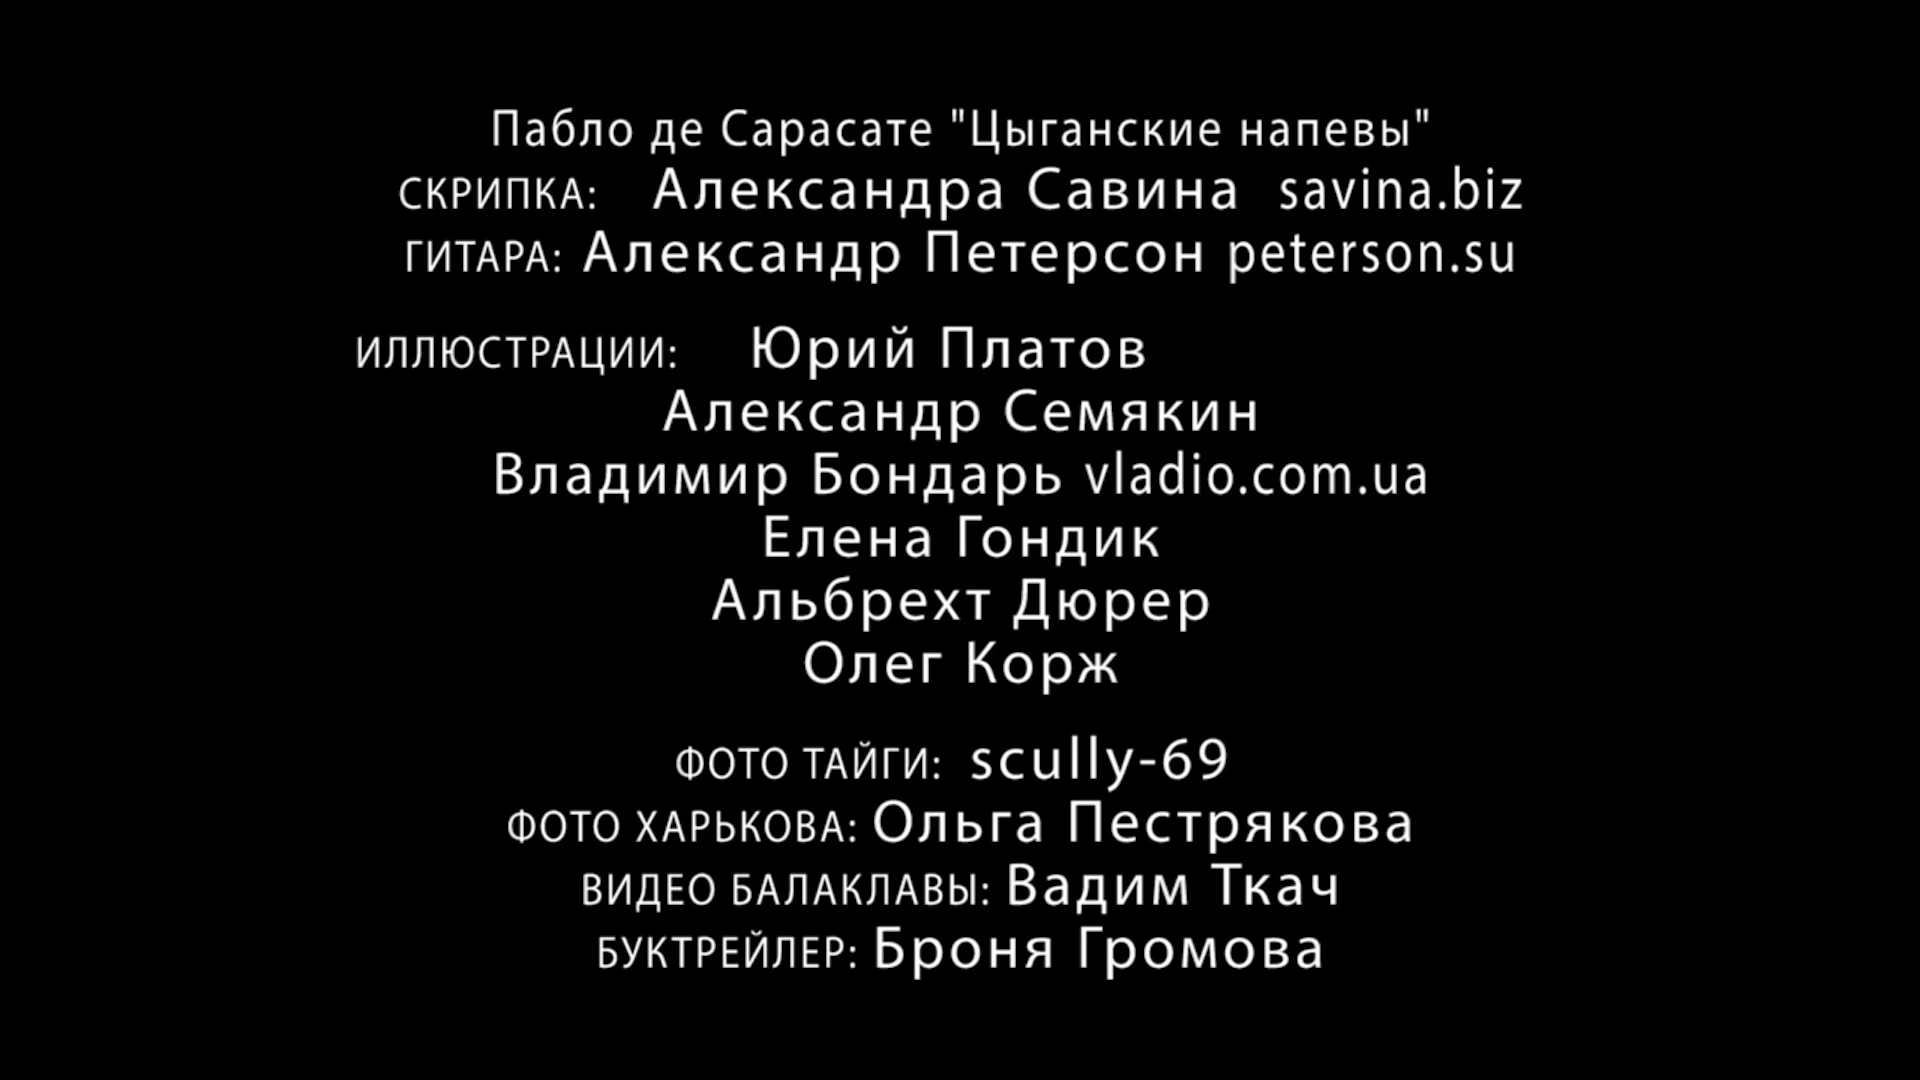 Пабло де Сарасате "Цыганские напевы"
СКРИПКА: Александра Савина savina.biz
ГИТАРА: Александр Петерсон peterson.su
ИЛЛЮСТРАЦИИ: Юрий Платов
Александр Семякин
Владимир Бондарь vladio.com.ua
Елена Гондик
Альбрехт Дюрер
Олег Корж
ФОТО ТАЙГИ: scully-69
ФОТО ХАРЬКОВА: Ольга Пестрякова
ВИДЕО БАЛАКЛАВЫ: Вадим Ткач
БУКТРЕЙЛЕР: Броня Громова